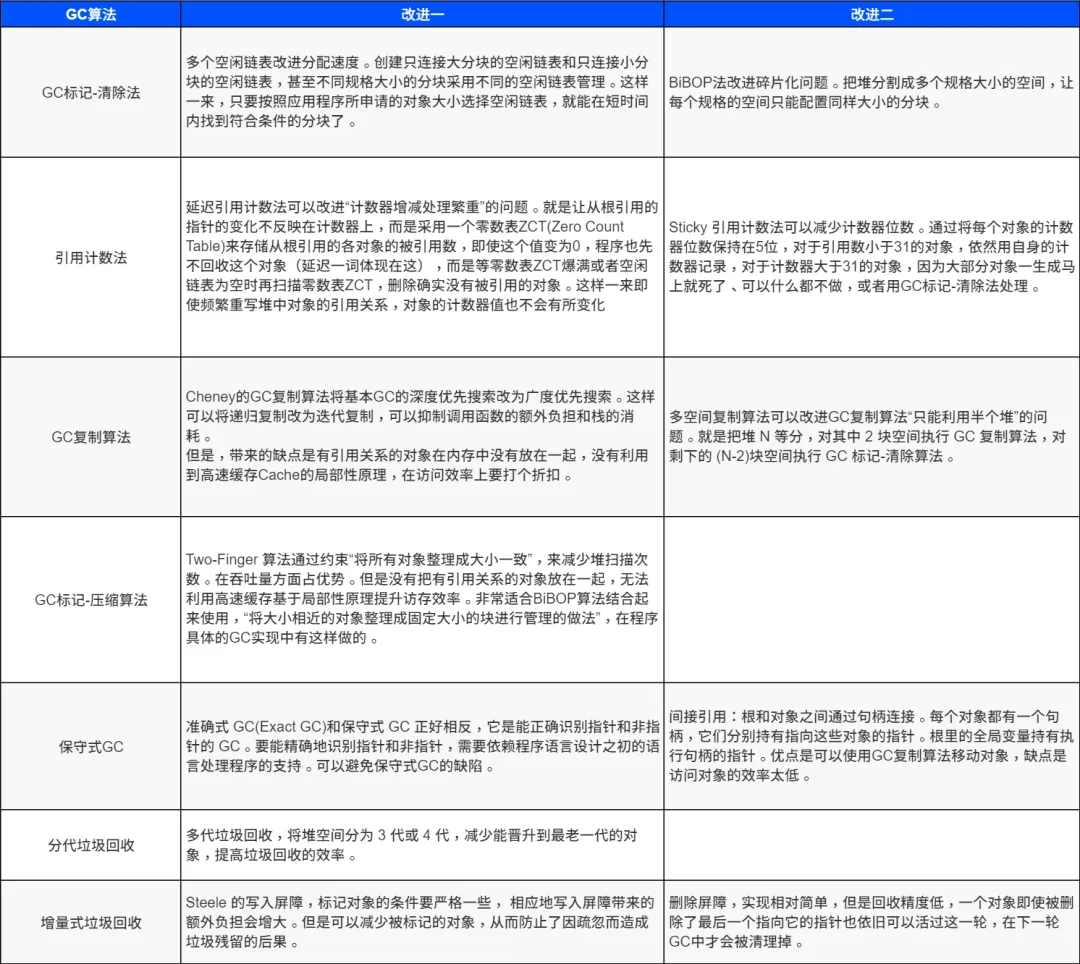 GC算法
改进一
改进二
GC标记-清除法
多个空闲链表改进分配速度。创建只连接大分块的空闲链表和只连接小分
块的空闲链表，甚至不同规格大小的分块采用不同的空闲链表管理。这样
一来，只要按照应用程序所申请的对象大小选择空闲链表，就能在短时间
内找到符合条件的分块了。
BiBOP法改进碎片化问题。把堆分割成多个规格大小的空间，让
每个规格的空间只能配置同样大小的分块。
引用计数法
延迟引用计数法可以改进“计数器增减处理繁重”的问题。就是让从根引用的
指针的变化不反映在计数器上，而是采用一个零数表ZCT(Zero Count
Table)来存储从根引用的各对象的被引用数，即使这个值变为0，程序也先
不回收这个对象（延迟一词体现在这），而是等零数表ZCT爆满或者空闲
链表为空时再扫描零数表ZCT，删除确实没有被引用的对象。这样一来即
使频繁重写堆中对象的引用关系，对象的计数器值也不会有所变化
Sticky 引用计数法可以减少计数器位数。通过将每个对象的计数
器位数保持在5位，对于引用数小于31的对象，依然用自身的计
数器记录，对于计数器大于31的对象，因为大部分对象一生成马
上就死了、可以什么都不做，或者用GC标记-清除法处理。
GC复制算法
Cheney的GC复制算法将基本GC的深度优先搜索改为广度优先搜索。这样
可以将递归复制改为迭代复制，可以抑制调用函数的额外负担和栈的消
耗。
但是，带来的缺点是有引用关系的对象在内存中没有放在一起，没有利用
到高速缓存Cache的局部性原理，在访问效率上要打个折扣。
多空间复制算法可以改进GC复制算法“只能利用半个堆”的问
题。就是把堆 N 等分，对其中 2 块空间执行 GC 复制算法，对
剩下的 (N-2)块空间执行 GC 标记-清除算法。
GC标记-压缩算法
Two-Finger 算法通过约束“将所有对象整理成大小一致”，来减少堆扫描次
数。在吞吐量方面占优势。但是没有把有引用关系的对象放在一起，无法
利用高速缓存基于局部性原理提升访存效率。非常适合BiBOP算法结合起
来使用，“将大小相近的对象整理成固定大小的块进行管理的做法”，在程序
具体的GC实现中有这样做的。
保守式GC
准确式 GC(Exact GC)和保守式 GC 正好相反，它是能正确识别指针和非指
针的 GC。要能精确地识别指针和非指针，需要依赖程序语言设计之初的语
言处理程序的支持。可以避免保守式GC的缺陷。
间接引用：根和对象之间通过句柄连接。每个对象都有一个句
柄，它们分别持有指向这些对象的指针。根里的全局变量持有执
行句柄的指针。优点是可以使用GC复制算法移动对象，缺点是
访问对象的效率太低。
分代垃圾回收
多代垃圾回收，将堆空间分为 3 代或 4 代，减少能晋升到最老一代的对
象，提高垃圾回收的效率。
增量式垃圾回收
Steele 的写入屏障，标记对象的条件要严格一些， 相应地写入屏障带来的
额外负担会增大。但是可以减少被标记的对象，从而防止了因疏忽而造成
垃圾残留的后果。
删除屏障，实现相对简单，但是回收精度低，一个对象即使被删
除了最后一个指向它的指针也依旧可以活过这一轮，在下一轮
GC中才会被清理掉。